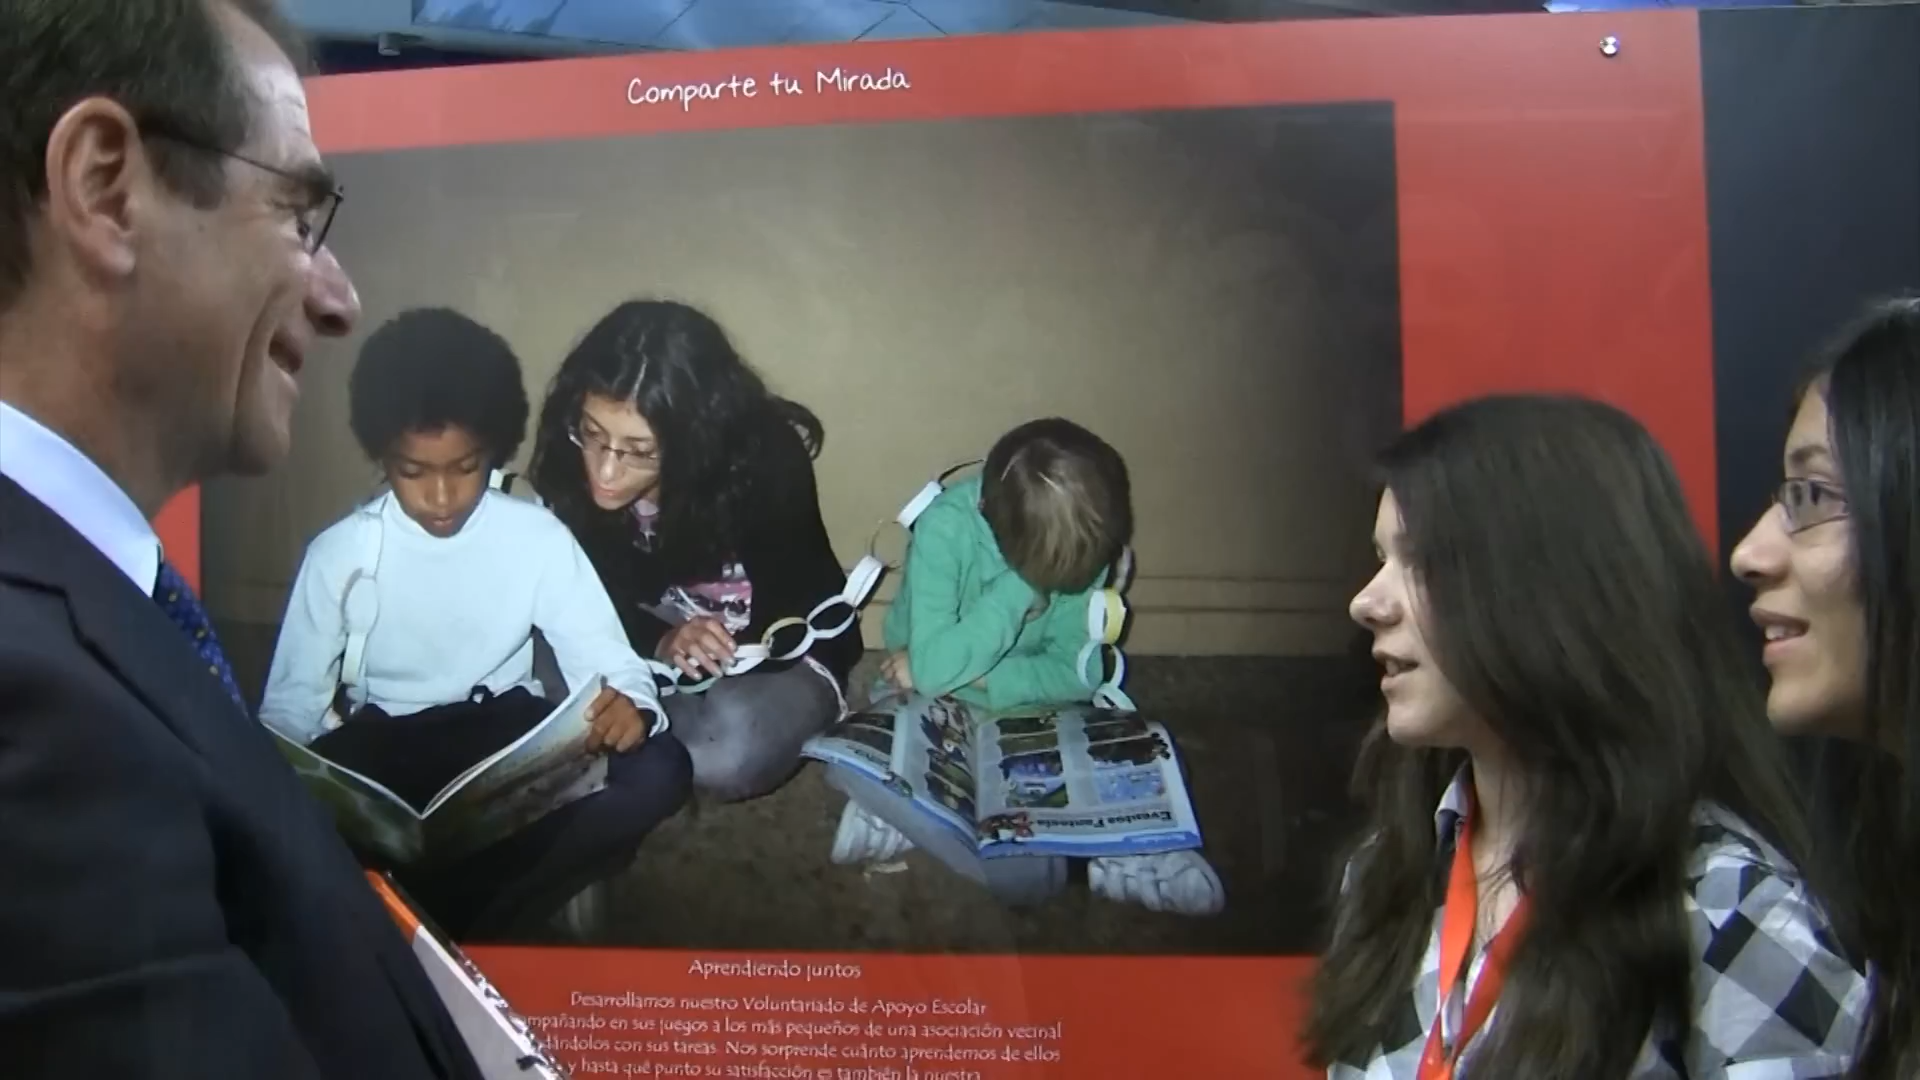 Comparte tu Mirada
Eventos Fantasía
Aprendiendo juntos
Desarrollamos nuestro Voluntariado de Apoyo Escolar
en sus juegos a los más pequeños de una asociación vecinal
con sus tareas. Nos sorprende cuánto aprendemos de ellos
y hasta qué punto su satisfacción es también la nuestra